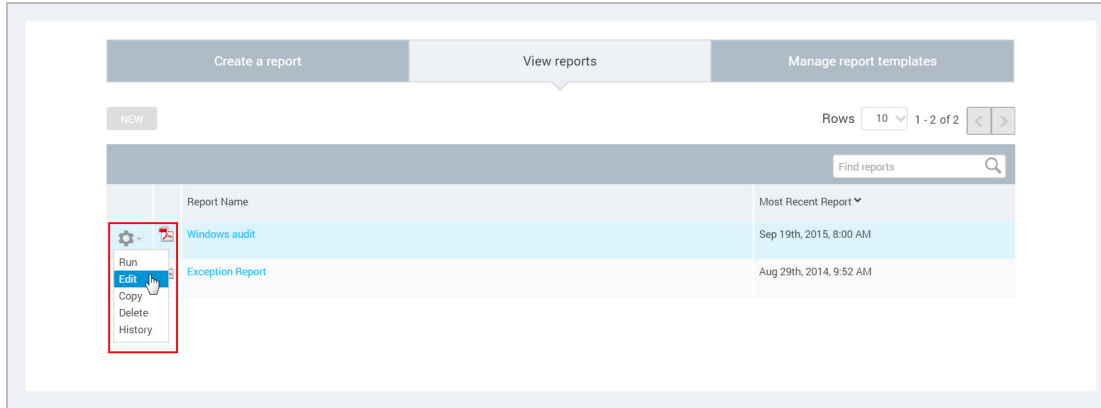 Create a report View reports Manage report templates
NEW Rows 10 1 - 2 of 2
Find reports
Report Name Most Recent Report
Windows audit Sep 19th, 2015, 8:00 AM
Run
Edit Exception Report Aug 29th, 2014, 9:52 AM
Copy
Delete
History